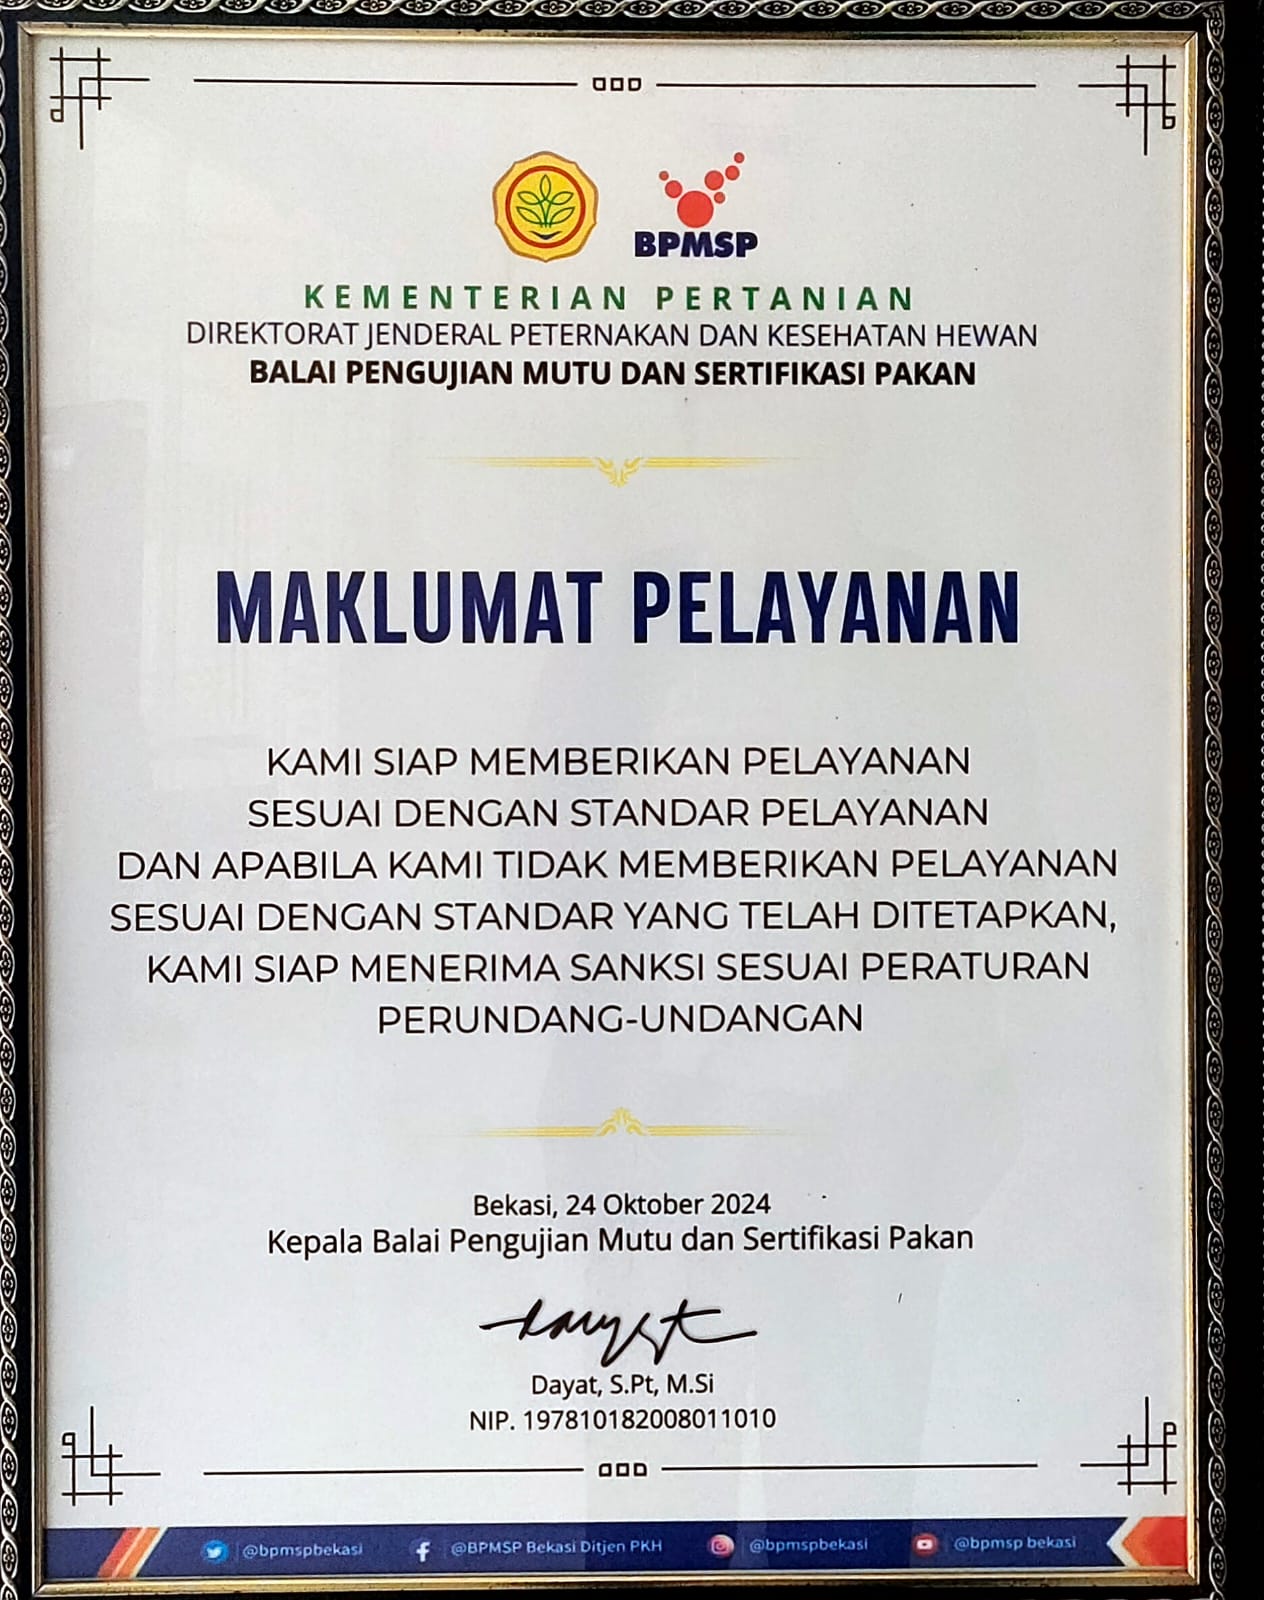 BPMSP
KEMENTERIAN PERTANIAN
DIREKTORAT JENDERAL PETERNAKAN DAN KESEHATAN HEWAN
BALAI PENGUJIAN MUTU DAN SERTIFIKASI PAKAN
MAKLUMAT PELAYANAN
KAMI SIAP MEMBERIKAN PELAYANAN
SESUAI DENGAN STANDAR PELAYANAN
DAN APABILA KAMI TIDAK MEMBERIKAN PELAYANAN
SESUAI DENGAN STANDAR YANG TELAH DITETAPKAN,
KAMI SIAP MENERIMA SANKSI SESUAI PERATURAN
PERUNDANG-UNDANGAN
Bekasi, 24 Oktober 2024
Kepala Balai Pengujian Mutu dan Sertifikasi Pakan
Dayat, S.Pt, M.Si
NIP. 197810182008011010
@bpmspbekasi @BPMSP Bekasi Ditjen PKH @bpmspbekasi @bpmsp bekasi